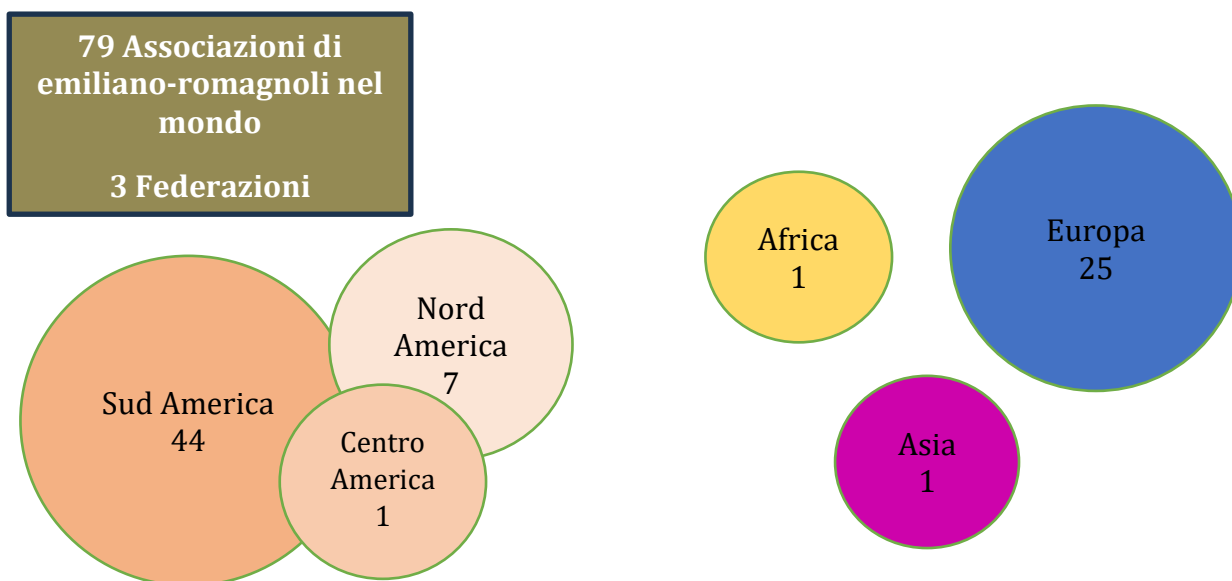 79 Associazioni di
emiliano-romagnoli nel
mondo
3 Federazioni
Africa
1
Europa
25
Nord
America
7
Sud America
44
Centro
America
1
Asia
1